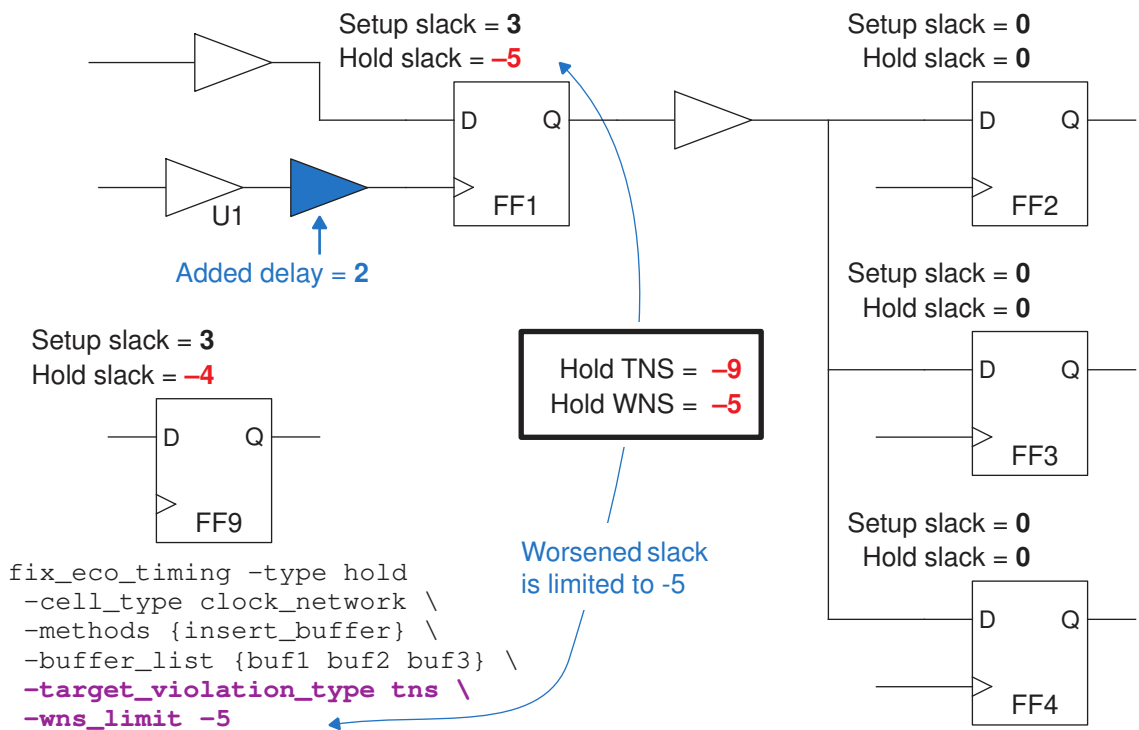 Setup slack = 3
Hold slack = –5
D
Q
FF1
U1
Added delay = 2
Setup slack = 0
Hold slack = 0
D
Q
FF2
Setup slack = 0
Hold slack = 0
D
Q
FF3
Setup slack = 0
Hold slack = 0
D
Q
FF4
Setup slack = 3
Hold slack = –4
D
Q
FF9
Hold TNS = –9
Hold WNS = –5
Worsened slack
is limited to -5
fix_eco_timing –type hold
–cell_type clock_network \
–methods {insert_buffer} \
–buffer_list {buf1 buf2 buf3} \
–target_violation_type tns \
–wns_limit –5